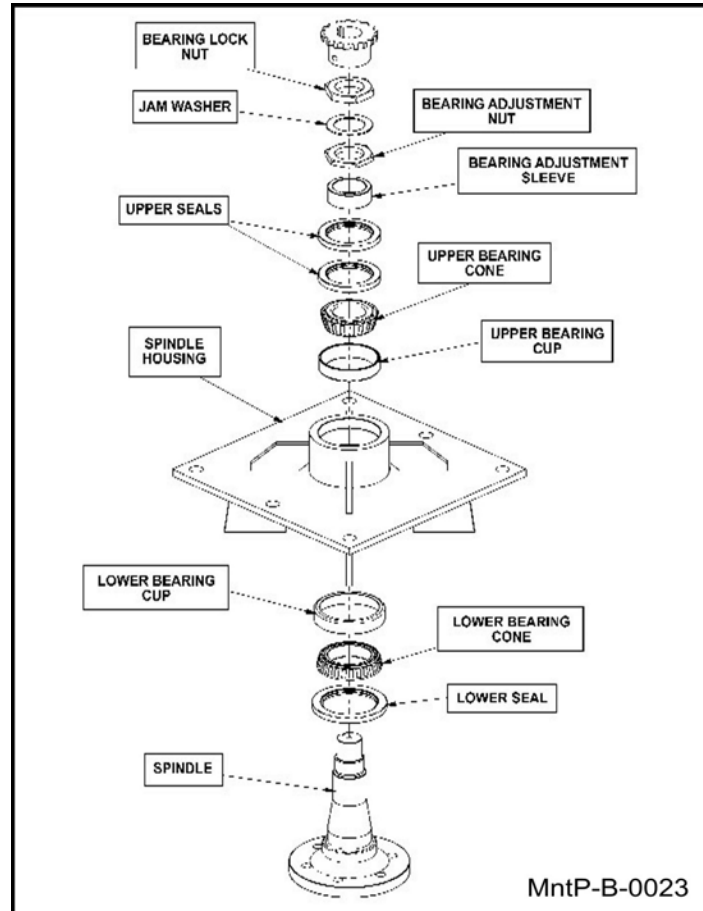 BEARING LOCK
NUT
JAM WASHER
BEARING ADJUSTMENT
NUT
BEARING ADJUSTMENT
SLEEVE
UPPER SEALS
UPPER BEARING
CONE
SPINDLE
HOUSING
UPPER BEARING
CUP
LOWER BEARING
CUP
LOWER BEARING
CONE
LOWER SEAL
SPINDLE
MntP-B-0023